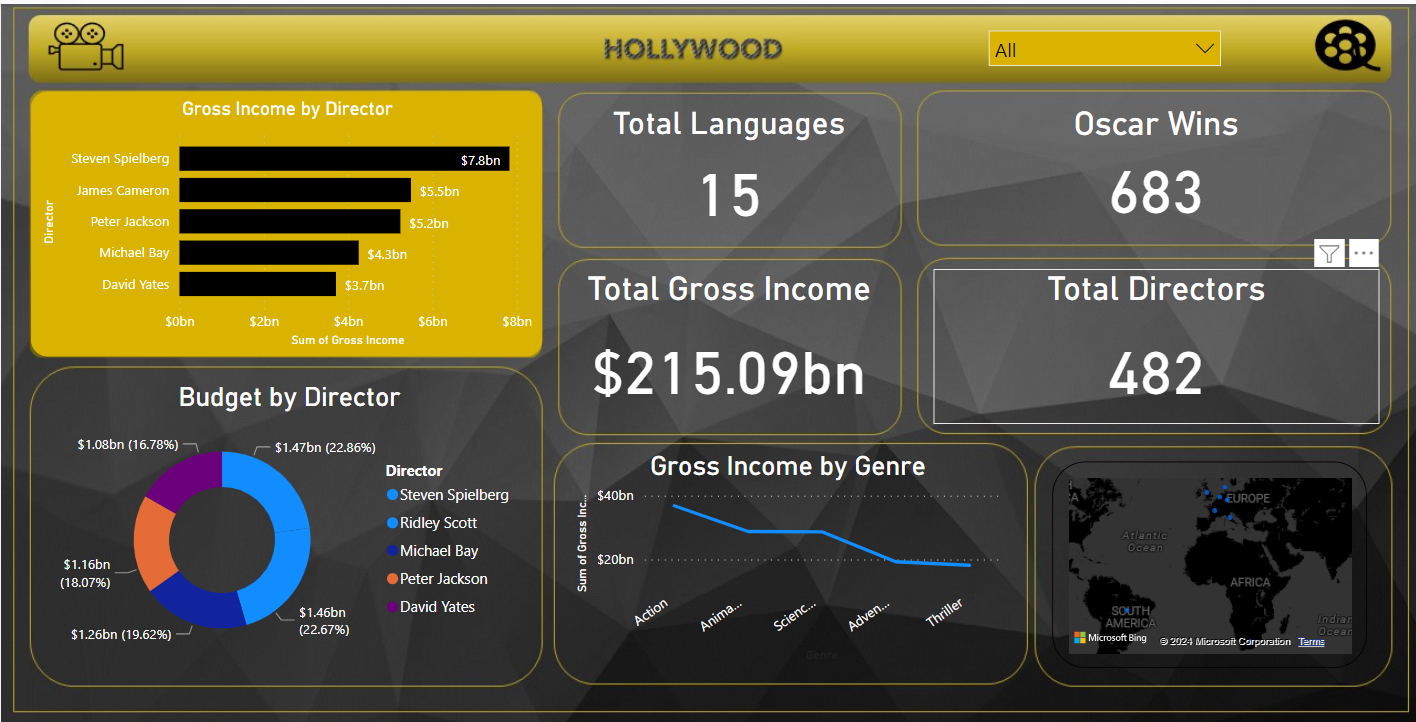 HOLLYWOOD
All
Gross Income by Director
Director
Steven Spielberg
$7.8bn
James Cameron
$5.5bn
Peter Jackson
$5.2bn
Michael Bay
$4.3bn
David Yates
$3.7bn
$0bn $2bn $4bn $6bn $8bn
Sum of Gross Income
Total Languages
15
Oscar Wins
683
Total Gross Income
$215.09bn
Total Directors
482
Budget by Director
$1.08bn (16.78%)
$1.47bn (22.86%)
$1.16bn
(18.07%)
$1.46bn
(22.67%)
$1.26bn (19.62%)
Director
Steven Spielberg
Ridley Scott
Michael Bay
Peter Jackson
David Yates
Gross Income by Genre
Sum of Gross Inc...
$40bn
$20bn
Action Anima... Scienc... Adven... Thriller
Genre
EUROPE
Atlantic
Ocean
AFRICA
SOUTH
AMERICA
Indian
Ocean
Microsoft Bing
© 2024 Microsoft Corporation Terms